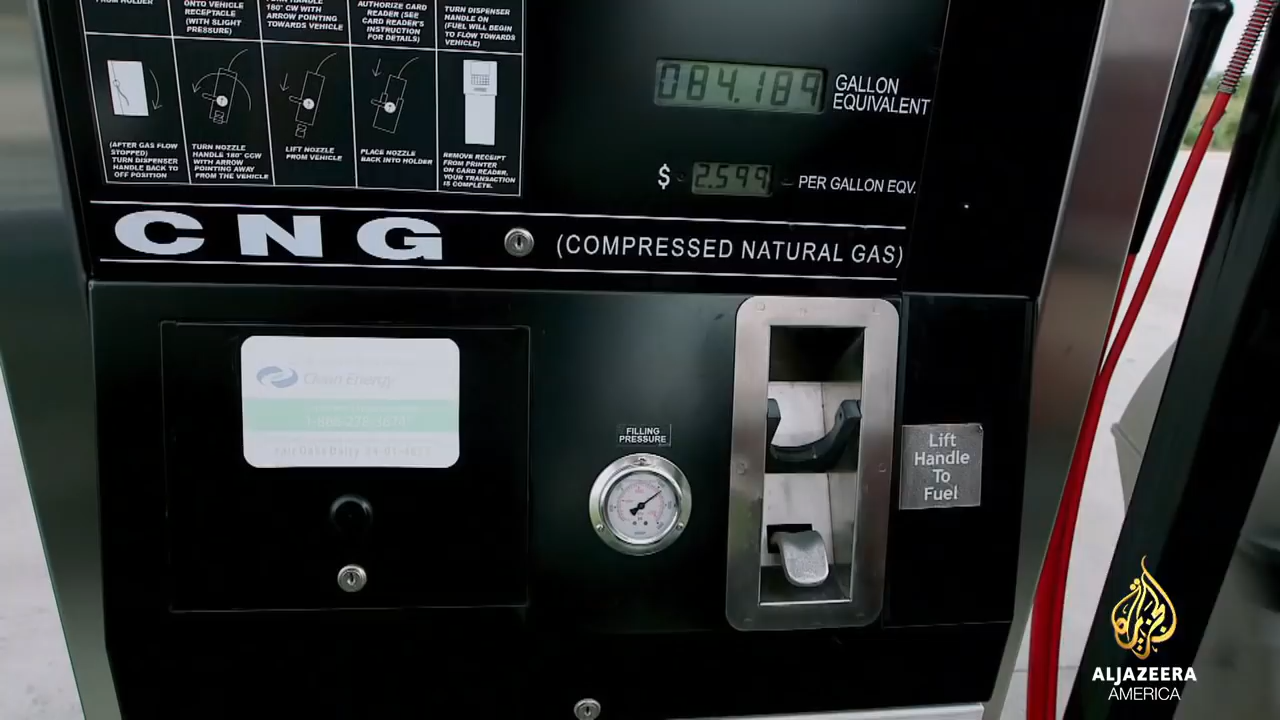 FROM HOLDER
ONTO VEHICLE
RECEPTACLE
(WITH SLIGHT
PRESSURE)
HANDLE
180° CW WITH
ARROW POINTING
TOWARDS VEHICLE
AUTHORIZE CARD
READER (SEE
CARD READER'S
INSTRUCTION
FOR DETAILS)
TURN DISPENSER
HANDLE ON
(FUEL WILL BEGIN
TO FLOW TOWARDS
VEHICLE)
(AFTER GAS FLOW
STOPPED)
TURN DISPENSER
HANDLE BACK TO
OFF POSITION
TURN NOZZLE
HANDLE 180° CCW
WITH ARROW
POINTING AWAY
FROM THE VEHICLE
LIFT NOZZLE
FROM VEHICLE
PLACE NOZZLE
BACK INTO HOLDER
REMOVE RECEIPT
FROM PRINTER
ON CARD READER.
YOUR TRANSACTION
IS COMPLETE.
084.189
GALLON
EQUIVALENT
$ 2.599 PER GALLON EQV.
CNG (COMPRESSED NATURAL GAS)
Clean Energy
FILLING
PRESSURE
Lift
Handle
To
Fuel
ALJAZEERA
AMERICA